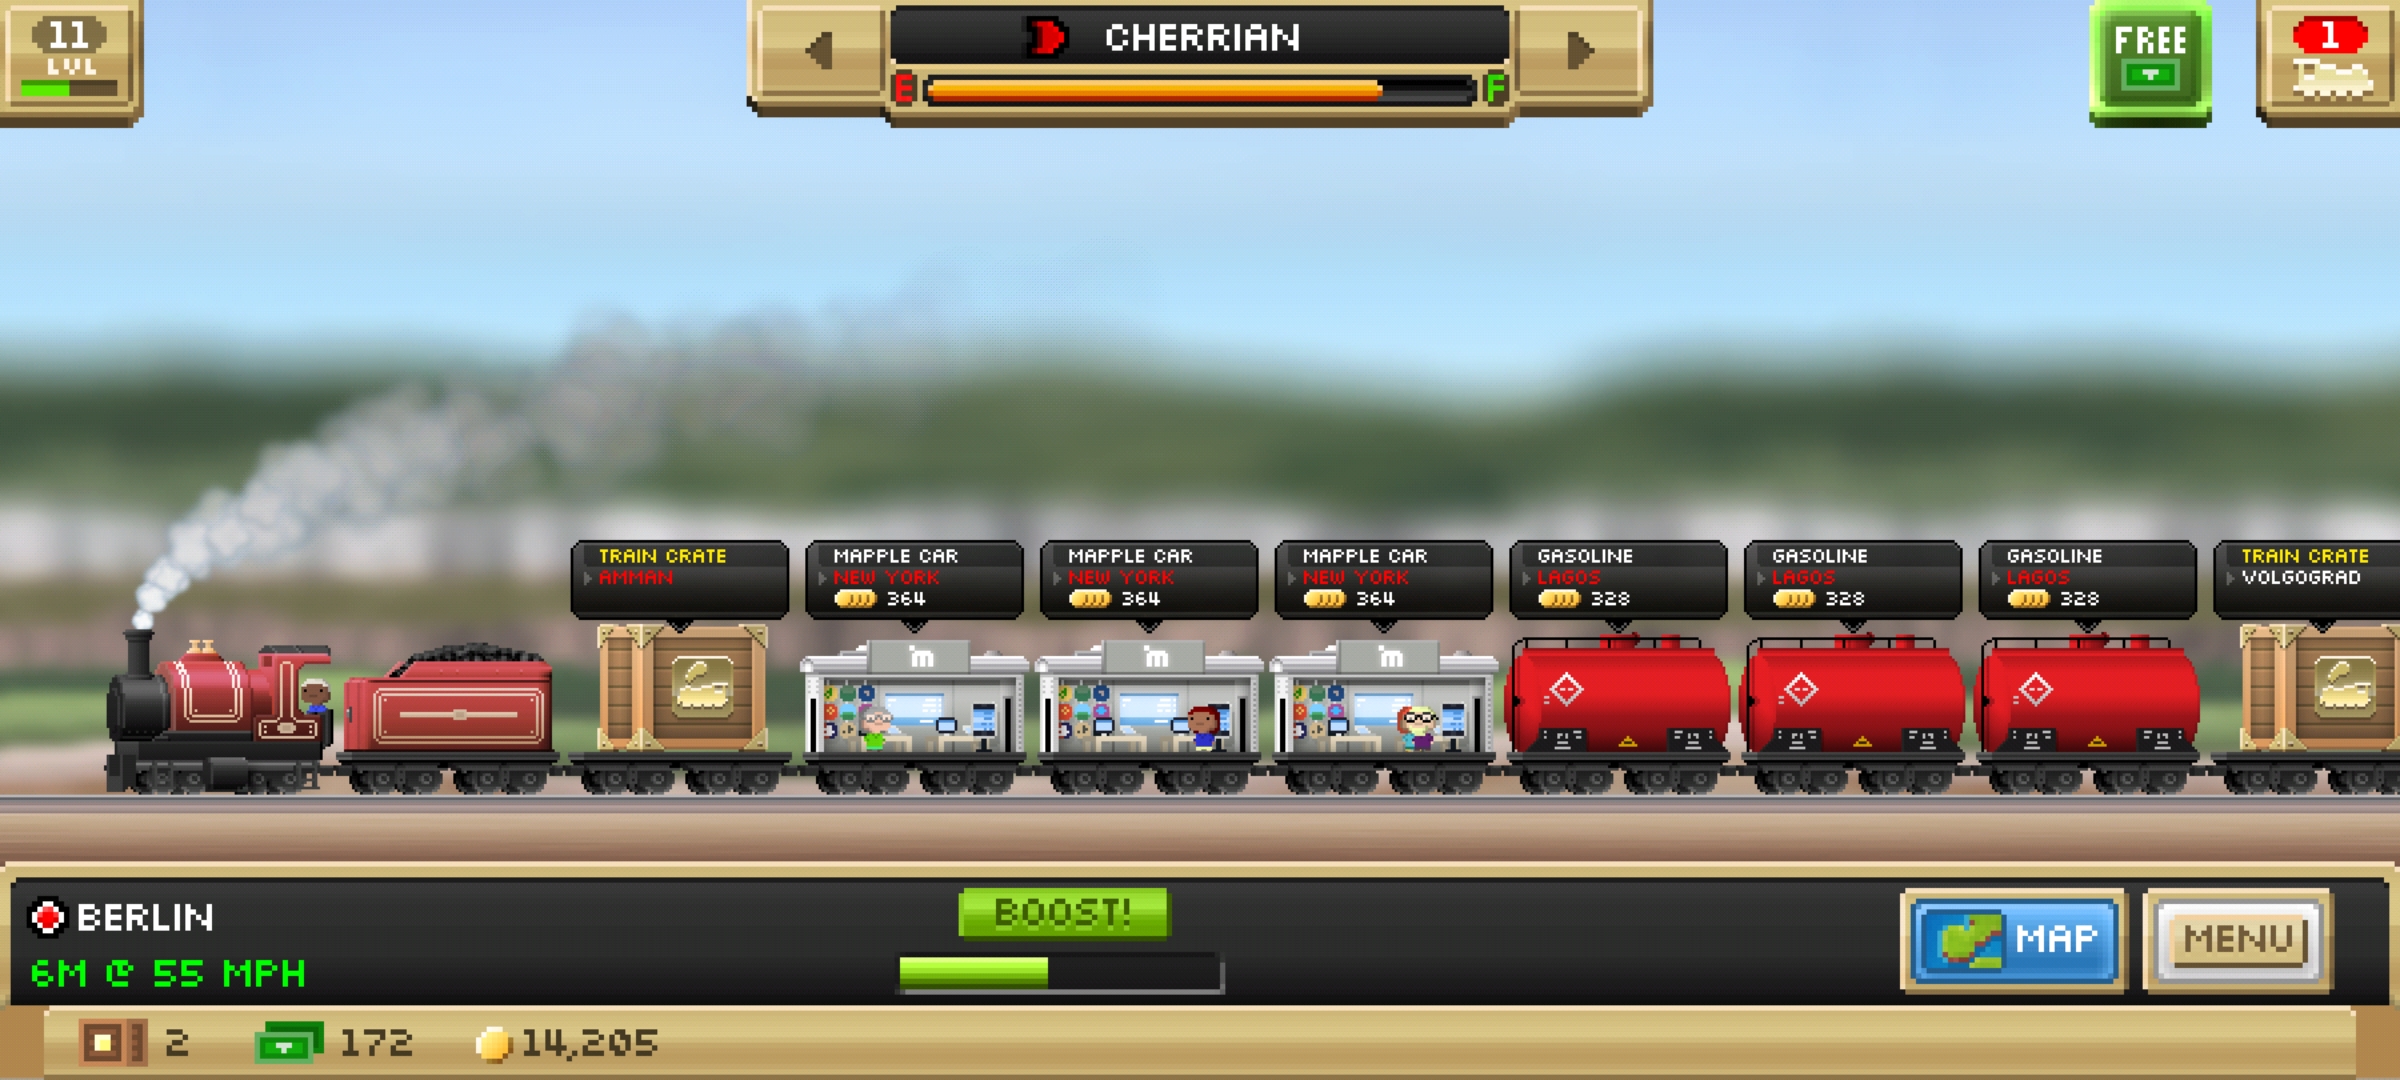 11
LVL
CHERRIAN
E
F
FREE
1
TRAIN CRATE
AMMAN
MAPPLE CAR
NEW YORK
364
MAPPLE CAR
NEW YORK
364
MAPPLE CAR
NEW YORK
364
GASOLINE
LAGOS
328
GASOLINE
LAGOS
328
GASOLINE
LAGOS
328
TRAIN CRATE
VOLGOGRAD
m
m
m
BERLIN
6M @ 55 MPH
BOOST!
MAP
MENU
2
172
14,205